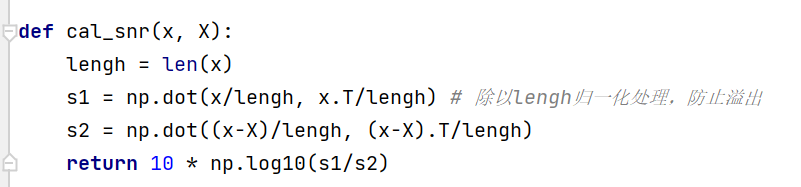 def cal_snr(x, X):
    lengh = len(x)
    s1 = np.dot(x/lengh, x.T/lengh) # 除以lengh归一化处理，防止溢出
    s2 = np.dot((x-X)/lengh, (x-X).T/lengh)
    return 10 * np.log10(s1/s2)